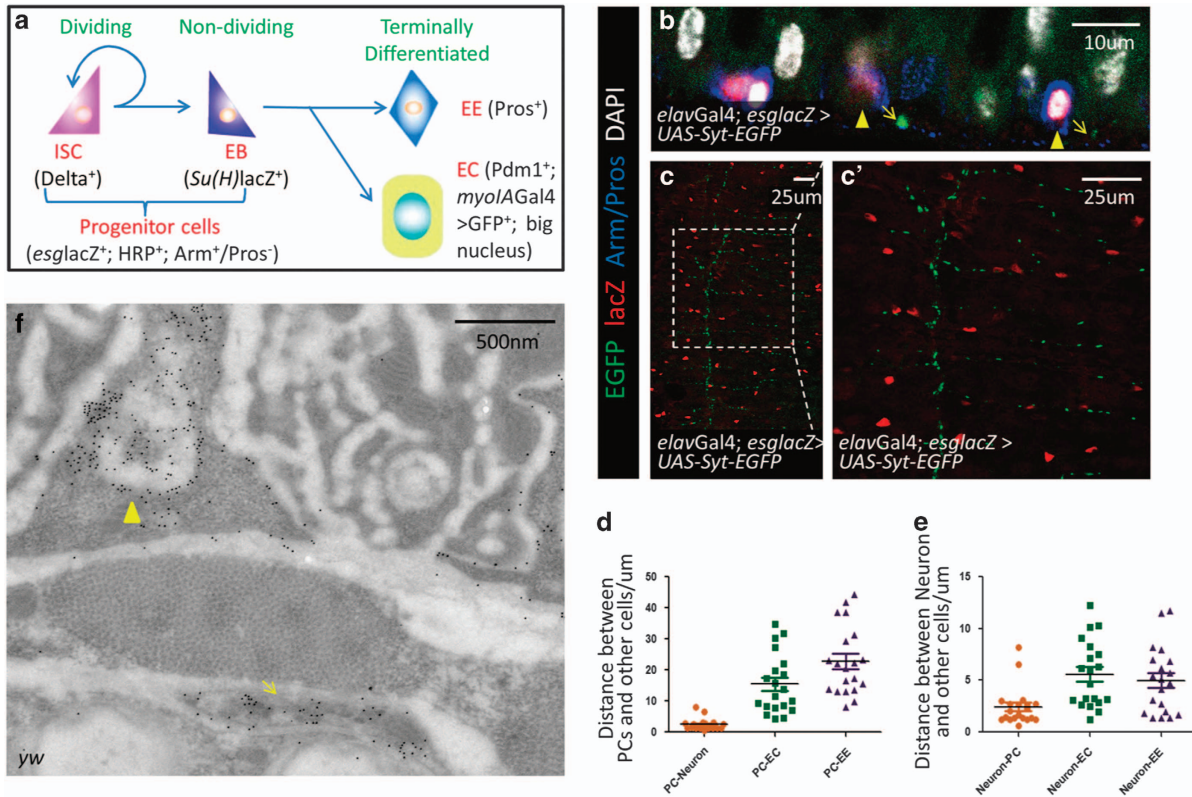 a
Dividing
Non-dividing
Terminally
Differentiated
ISC
(Delta⁺)
EB
(Su(H)lacZ⁺)
EE (Pros⁺)
EC (Pdm1⁺;
myoIAGal4
>GFP⁺; big
nucleus)
Progenitor cells
(esglacZ⁺; HRP⁺; Arm⁺/Pros⁻)
EGFP lacZ Arm/Pros DAPI
b
10um
elavGal4; esglacZ >
UAS-Syt-EGFP
c
25um
elavGal4; esglacZ>
UAS-Syt-EGFP
c’
25um
elavGal4; esglacZ >
UAS-Syt-EGFP
f
500nm
yw
d
Distance between
PCs and other cells/um
50
40
30
20
10
0
PC-Neuron
PC-EC
PC-EE
e
Distance between Neuron
and other cells/um
15
10
5
0
Neuron-PC
Neuron-EC
Neuron-EE